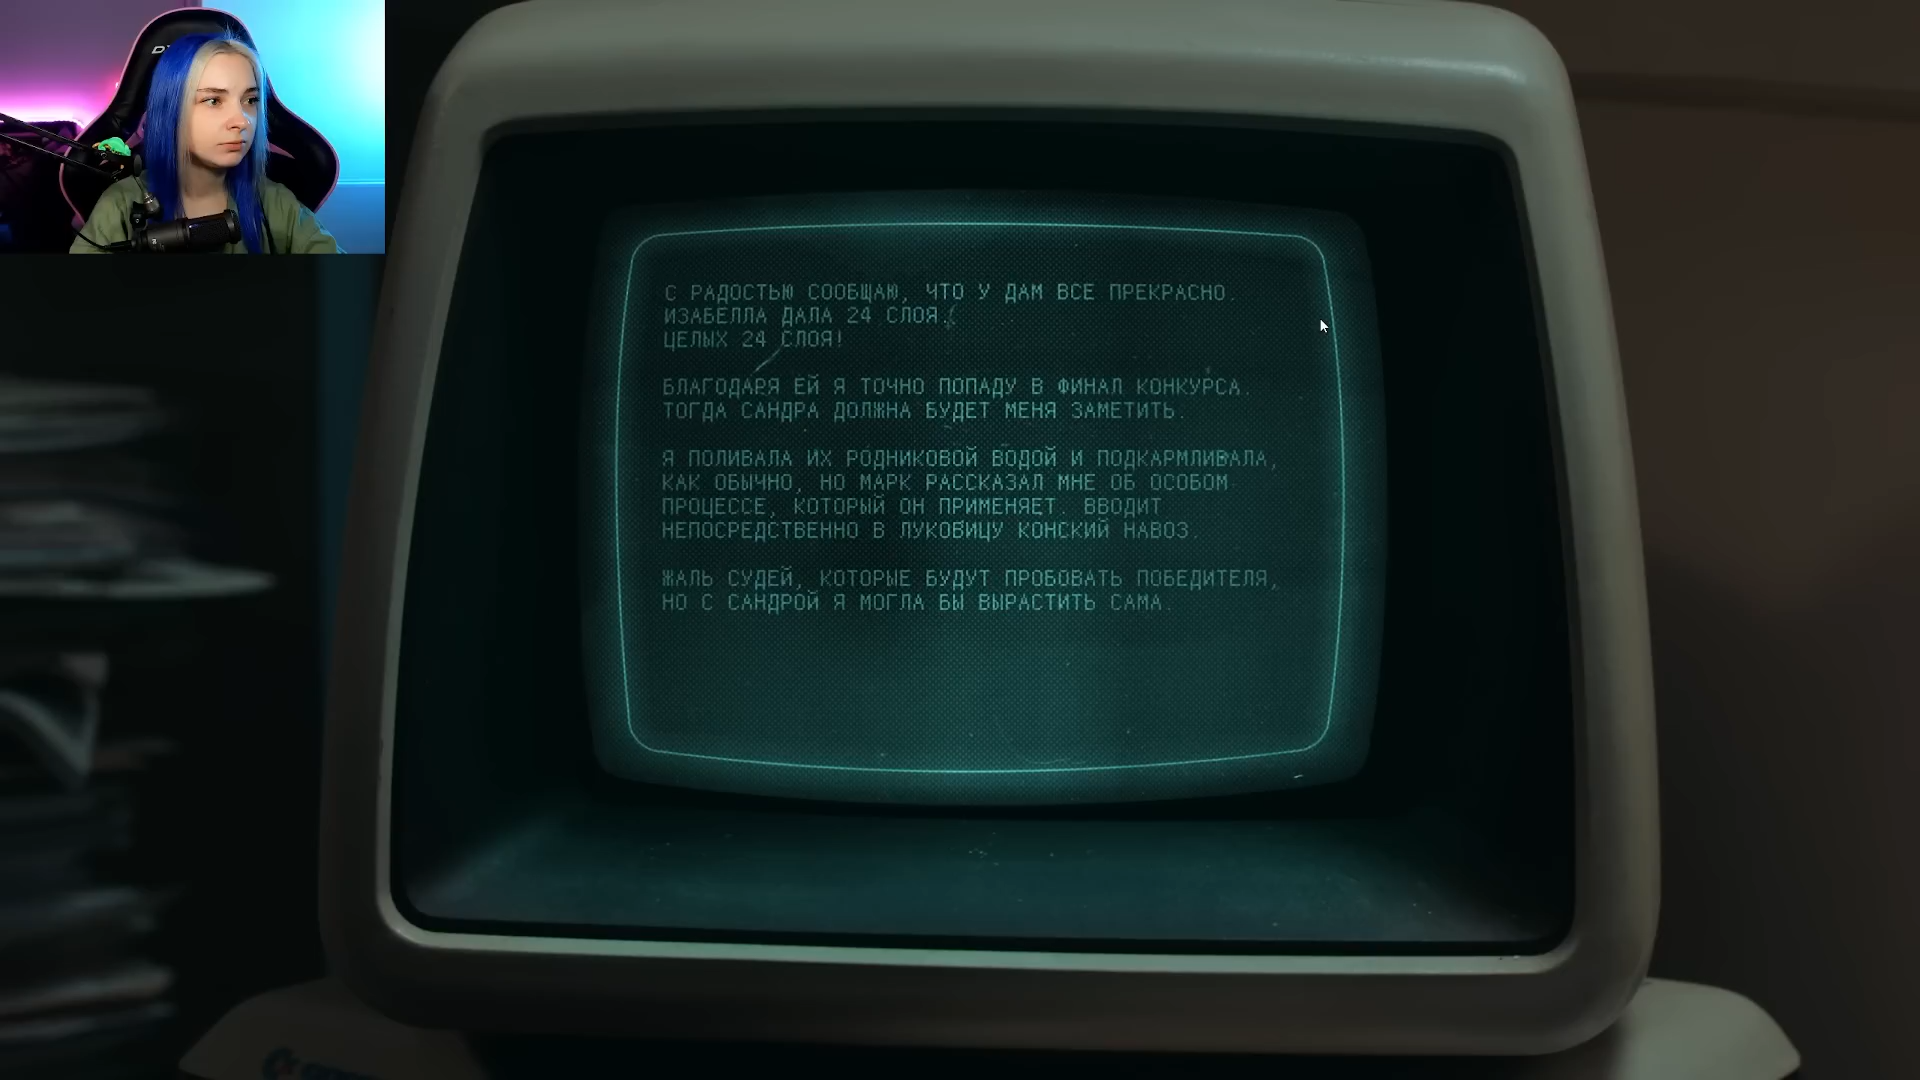 С РАДОСТЬЮ СООБЩАЮ, ЧТО У ДАМ ВСЕ ПРЕКРАСНО.
ИЗАБЕЛЛА ДАЛА 24 СЛОЯ.
ЦЕЛЫХ 24 СЛОЯ!
БЛАГОДАРЯ ЕЙ Я ТОЧНО ПОПАДУ В ФИНАЛ КОНКУРСА.
ТОГДА САНДРА ДОЛЖНА БУДЕТ МЕНЯ ЗАМЕТИТЬ.
Я ПОЛИВАЛА ИХ РОДНИКОВОЙ ВОДОЙ И ПОДКАРМЛИВАЛА,
КАК ОБЫЧНО, НО МАРК РАССКАЗАЛ МНЕ ОБ ОСОБОМ
ПРОЦЕССЕ, КОТОРЫЙ ОН ПРИМЕНЯЕТ. ВВОДИТ
НЕПОСРЕДСТВЕННО В ЛУКОВИЦУ КОНСКИЙ НАВОЗ.
ЖАЛЬ СУДЕЙ, КОТОРЫЕ БУДУТ ПРОБОВАТЬ ПОБЕДИТЕЛЯ,
НО С САНДРОЙ Я МОГЛА БЫ ВЫРАСТИТЬ САМА.